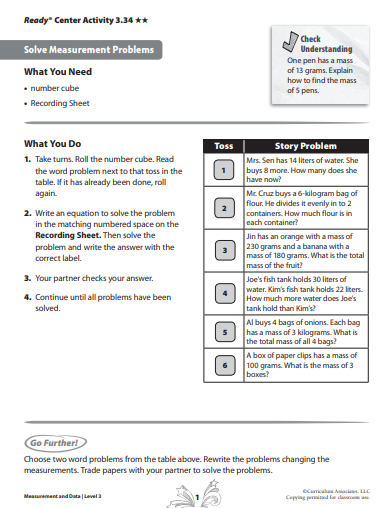 Ready® Center Activity 3.34 ★★
Solve Measurement Problems
Check
Understanding
One pen has a mass
of 13 grams. Explain
how to find the mass
of 5 pens.
What You Need
• number cube
• Recording Sheet
What You Do
1. Take turns. Roll the number cube. Read
the word problem next to that toss in the
table. If it has already been done, roll
again.
2. Write an equation to solve the problem
in the matching numbered space on the
Recording Sheet. Then solve the
problem and write the answer with the
correct label.
3. Your partner checks your answer.
4. Continue until all problems have been
solved.
Toss Story Problem
1
Mrs. Sen has 14 liters of water. She
buys 8 more. How many does she
have now?
2
Mr. Cruz buys a 6-kilogram bag of
flour. He divides it evenly in to 2
containers. How much flour is in
each container?
3
Jin has an orange with a mass of
230 grams and a banana with a
mass of 180 grams. What is the total
mass of the fruit?
4
Joe's fish tank holds 30 liters of
water. Kim's fish tank holds 22 liters.
How much more water does Joe's
tank hold than Kim's?
5
Al buys 4 bags of onions. Each bag
has a mass of 3 kilograms. What is
the total mass of all 4 bags?
6
A box of paper clips has a mass of
100 grams. What is the mass of 3
boxes?
Go Further!
Choose two word problems from the table above. Rewrite the problems changing the
measurements. Trade papers with your partner to solve the problems.
Measurement and Data | Level 3
1
©Curriculum Associates, LLC
Copying permitted for classroom use.